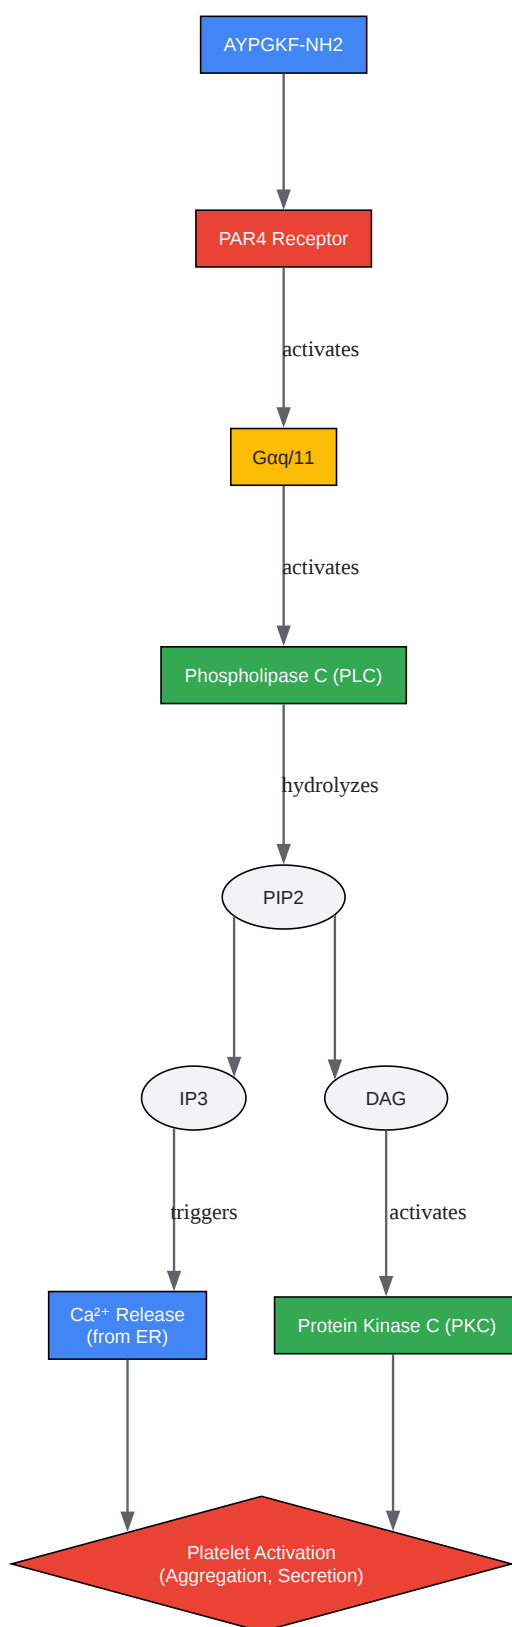 AYPGKF-NH2
PAR4 Receptor
activates
Gαq/11
activates
Phospholipase C (PLC)
hydrolyzes
PIP2
IP3
DAG
triggers
activates
Ca²⁺ Release
(from ER)
Protein Kinase C (PKC)
Platelet Activation
(Aggregation, Secretion)